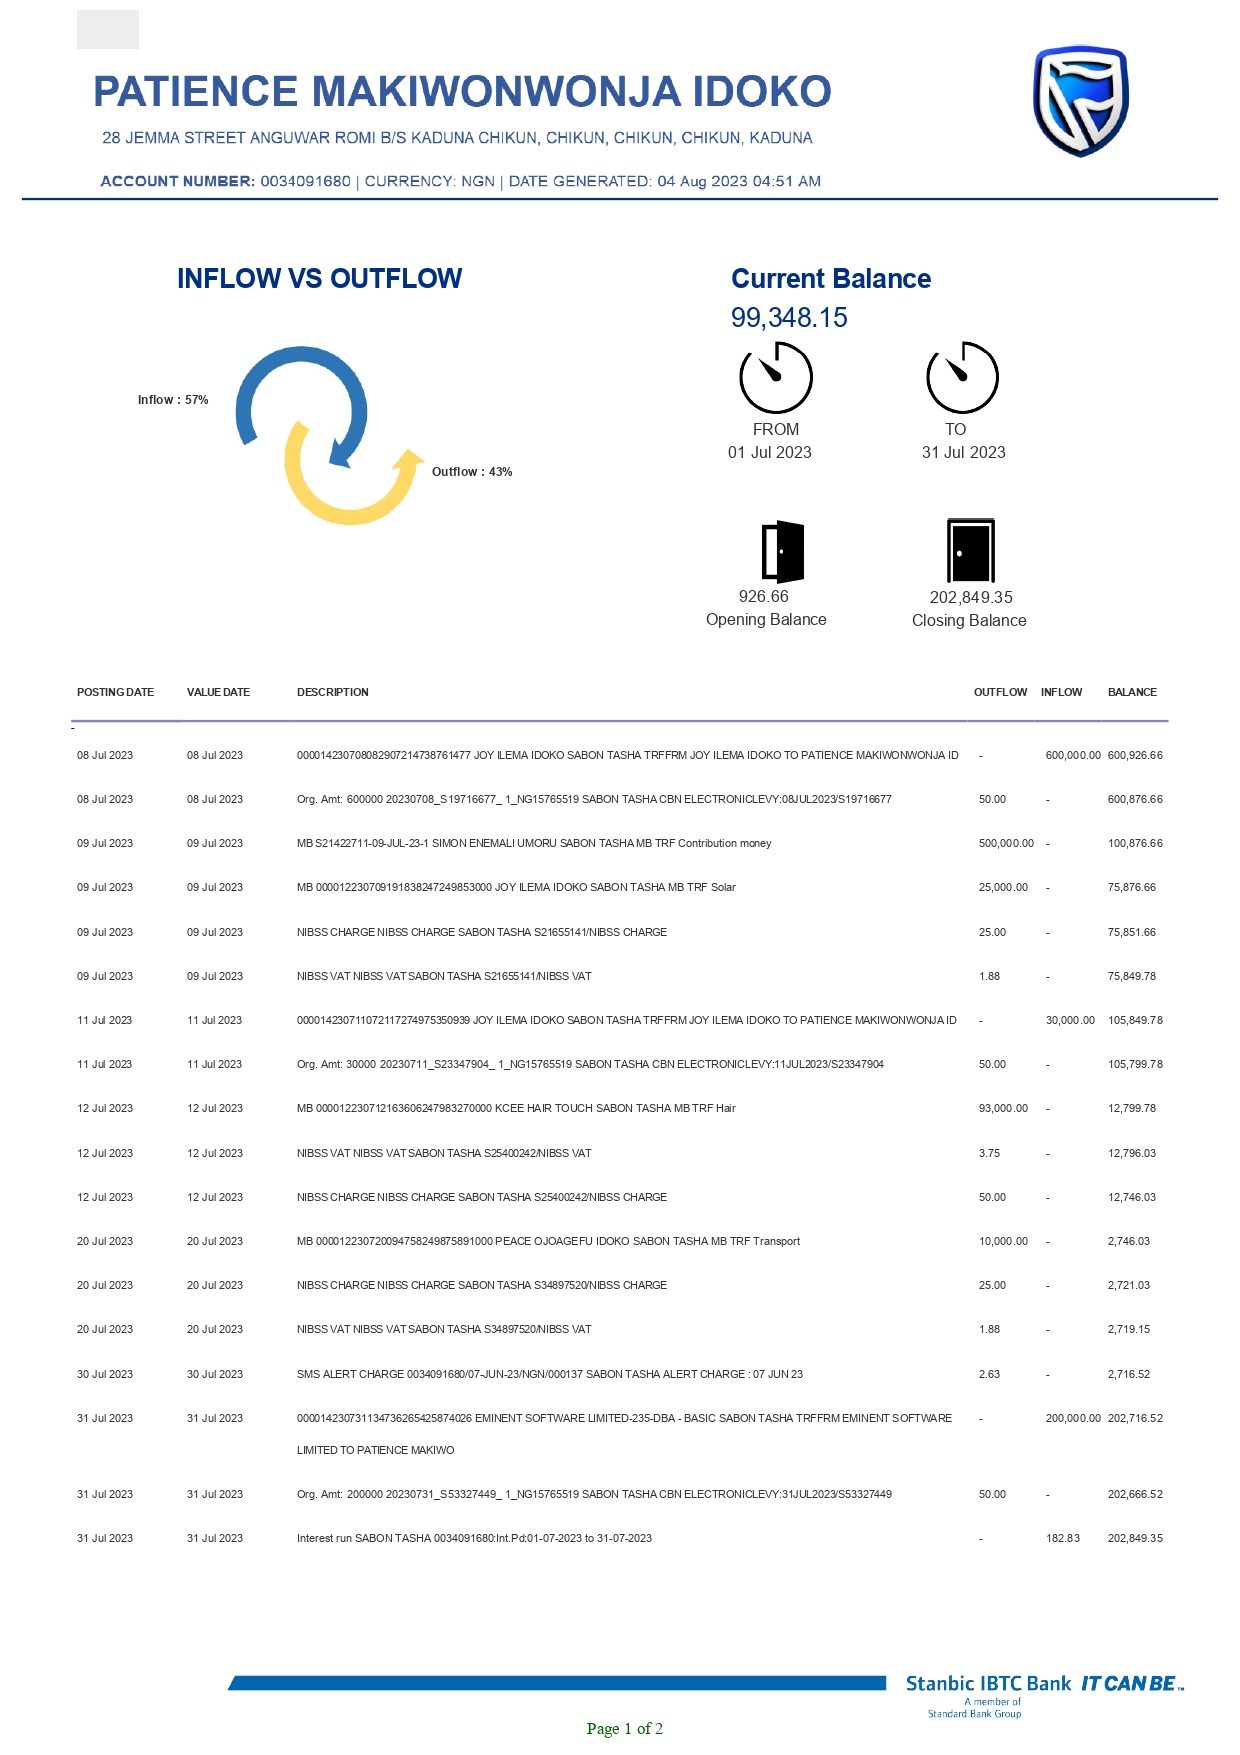 PATIENCE MAKIWONWONJA IDOKO
28 JEMMA STREET ANGUWAR ROMI B/S KADUNA CHIKUN, CHIKUN, CHIKUN, CHIKUN, KADUNA
ACCOUNT NUMBER: 0034091680 | CURRENCY: NGN | DATE GENERATED: 04 Aug 2023 04:51 AM
INFLOW VS OUTFLOW
Inflow : 57%
Outflow : 43%
Current Balance
99,348.15
FROM TO
01 Jul 2023 31 Jul 2023
926.66 202,849.35
Opening Balance Closing Balance
POSTING DATE VALUE DATE DESCRIPTION OUTFLOW INFLOW BALANCE
-
08 Jul 2023 08 Jul 2023 000014230708082907214738761477 JOY ILEMA IDOKO SABON TASHA TRFFRM JOY ILEMA IDOKO TO PATIENCE MAKIWONWONJA ID - 600,000.00 600,926.66
08 Jul 2023 08 Jul 2023 Org. Amt: 600000 20230708_S19716677_ 1_NG15765519 SABON TASHA CBN ELECTRONICLEVY:08JUL2023/S19716677 50.00 - 600,876.66
09 Jul 2023 09 Jul 2023 MB S21422711-09-JUL-23-1 SIMON ENEMALI UMORU SABON TASHA MB TRF Contribution money 500,000.00 - 100,876.66
09 Jul 2023 09 Jul 2023 MB 000012230709191838247249853000 JOY ILEMA IDOKO SABON TASHA MB TRF Solar 25,000.00 - 75,876.66
09 Jul 2023 09 Jul 2023 NIBSS CHARGE NIBSS CHARGE SABON TASHA S21655141/NIBSS CHARGE 25.00 - 75,851.66
09 Jul 2023 09 Jul 2023 NIBSS VAT NIBSS VAT SABON TASHA S21655141/NIBSS VAT 1.88 - 75,849.78
11 Jul 2023 11 Jul 2023 000014230711072117274975350939 JOY ILEMA IDOKO SABON TASHA TRFFRM JOY ILEMA IDOKO TO PATIENCE MAKIWONWONJA ID - 30,000.00 105,849.78
11 Jul 2023 11 Jul 2023 Org. Amt: 30000 20230711_S23347904_ 1_NG15765519 SABON TASHA CBN ELECTRONICLEVY:11JUL2023/S23347904 50.00 - 105,799.78
12 Jul 2023 12 Jul 2023 MB 000012230712163606247983270000 KCEE HAIR TOUCH SABON TASHA MB TRF Hair 93,000.00 - 12,799.78
12 Jul 2023 12 Jul 2023 NIBSS VAT NIBSS VAT SABON TASHA S25400242/NIBSS VAT 3.75 - 12,796.03
12 Jul 2023 12 Jul 2023 NIBSS CHARGE NIBSS CHARGE SABON TASHA S25400242/NIBSS CHARGE 50.00 - 12,746.03
20 Jul 2023 20 Jul 2023 MB 000012230720094758249875891000 PEACE OJOAGEFU IDOKO SABON TASHA MB TRF Transport 10,000.00 - 2,746.03
20 Jul 2023 20 Jul 2023 NIBSS CHARGE NIBSS CHARGE SABON TASHA S34897520/NIBSS CHARGE 25.00 - 2,721.03
20 Jul 2023 20 Jul 2023 NIBSS VAT NIBSS VAT SABON TASHA S34897520/NIBSS VAT 1.88 - 2,719.15
30 Jul 2023 30 Jul 2023 SMS ALERT CHARGE 0034091680/07-JUN-23/NGN/000137 SABON TASHA ALERT CHARGE : 07 JUN 23 2.63 - 2,716.52
31 Jul 2023 31 Jul 2023 000014230731134736265425874026 EMINENT SOFTWARE LIMITED-235-DBA - BASIC SABON TASHA TRFFRM EMINENT SOFTWARE - 200,000.00 202,716.52
LIMITED TO PATIENCE MAKIWO
31 Jul 2023 31 Jul 2023 Org. Amt: 200000 20230731_S53327449_ 1_NG15765519 SABON TASHA CBN ELECTRONICLEVY:31JUL2023/S53327449 50.00 - 202,666.52
31 Jul 2023 31 Jul 2023 Interest run SABON TASHA 0034091680:Int.Pd:01-07-2023 to 31-07-2023 - 182.83 202,849.35
Stanbic IBTC Bank IT CAN BE™
A member of
Standard Bank Group
Page 1 of 2